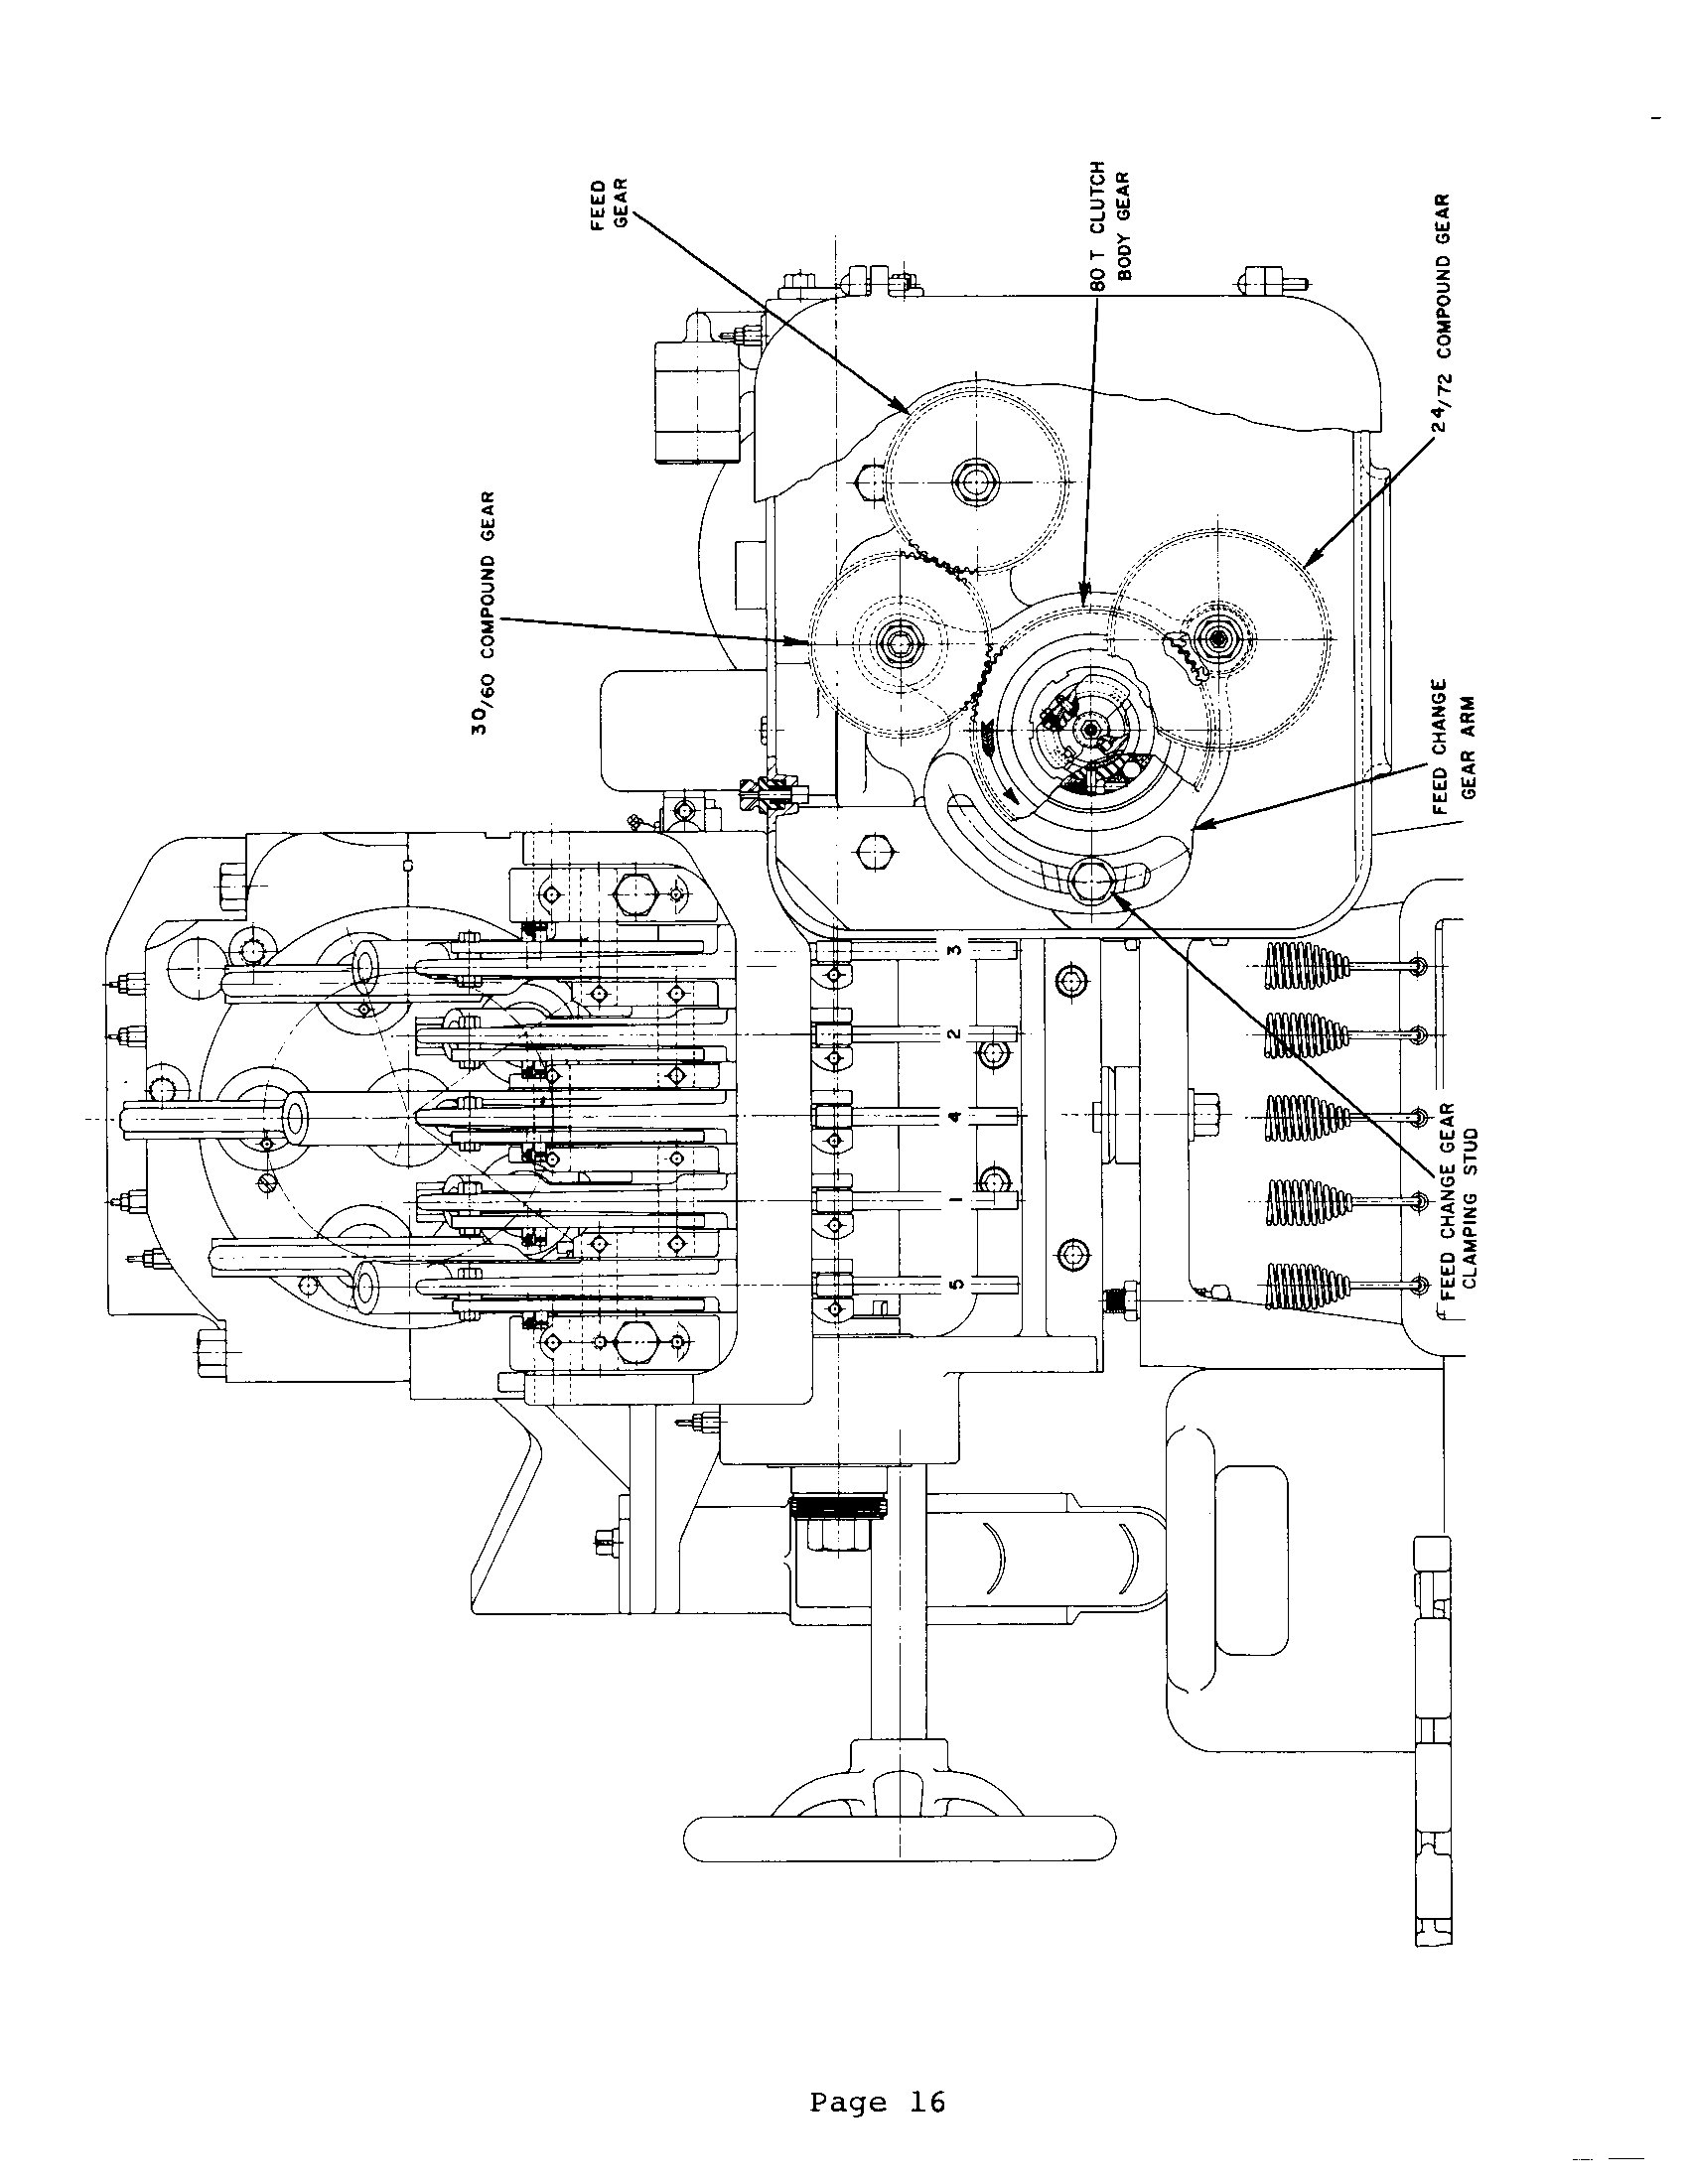 FEED
GEAR
80 T CLUTCH
BODY GEAR
24/72 COMPOUND GEAR
30/60 COMPOUND GEAR
FEED CHANGE
GEAR ARM
3
2
4
1
5
FEED CHANGE GEAR
CLAMPING STUD
Page 16